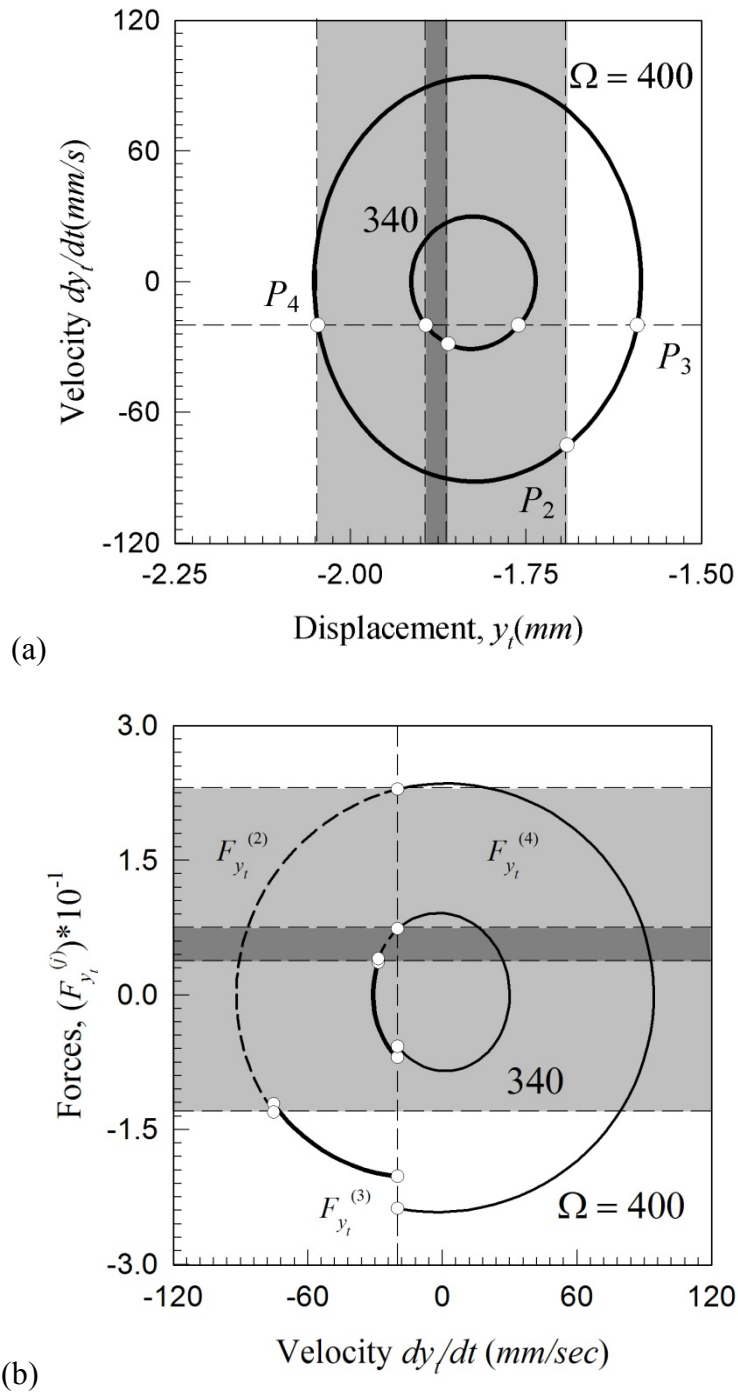 120
60
0
-60
-120
Velocity dy_t/dt(mm/s)
Ω = 400
340
P_4
P_3
P_2
-2.25
-2.00
-1.75
-1.50
Displacement, y_t(mm)
(a)
3.0
1.5
0.0
-1.5
-3.0
Forces, (F_{y_t}^{(j)})*10^{-1}
F_{y_t}^{(2)}
F_{y_t}^{(4)}
340
F_{y_t}^{(3)}
Ω = 400
-120
-60
0
60
120
Velocity dy_t/dt (mm/sec)
(b)